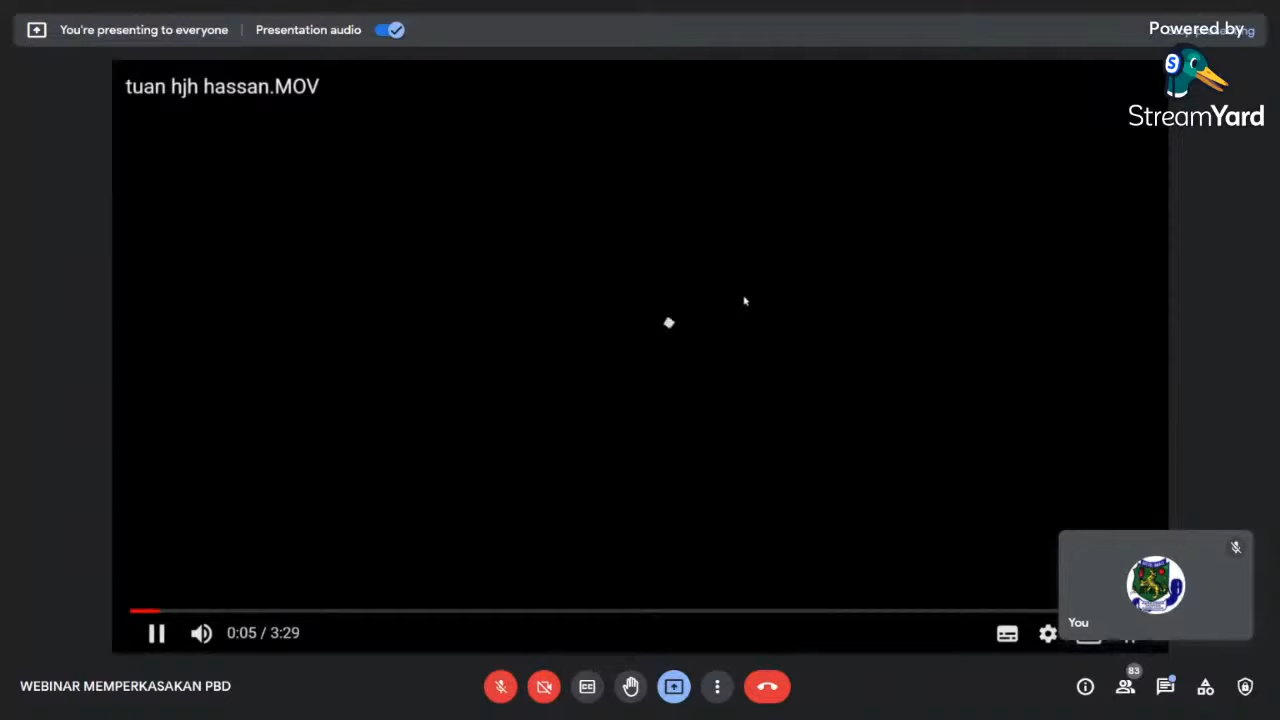 You're presenting to everyone
Presentation audio
Powered by
StreamYard
tuan hjh hassan.MOV
0:05 / 3:29
You
WEBINAR MEMPERKASAKAN PBD
83